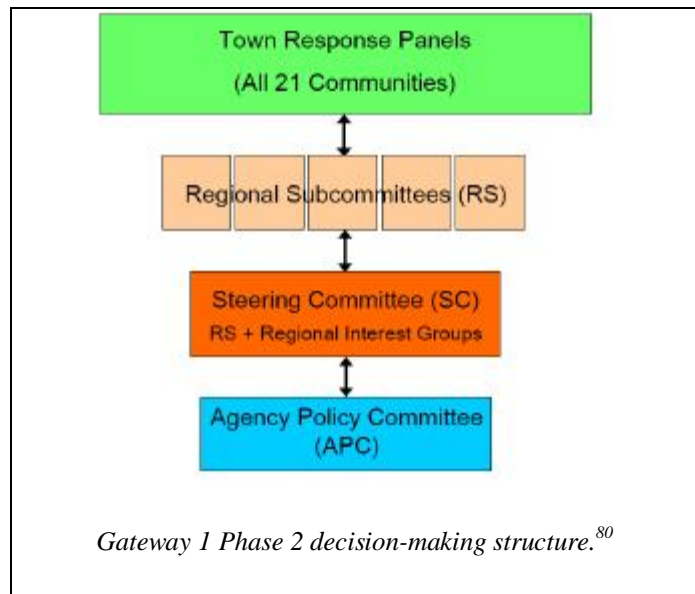 Town Response Panels
(All 21 Communities)
Regional Subcommittees (RS)
Steering Committee (SC)
RS + Regional Interest Groups
Agency Policy Committee
(APC)
Gateway 1 Phase 2 decision-making structure.80